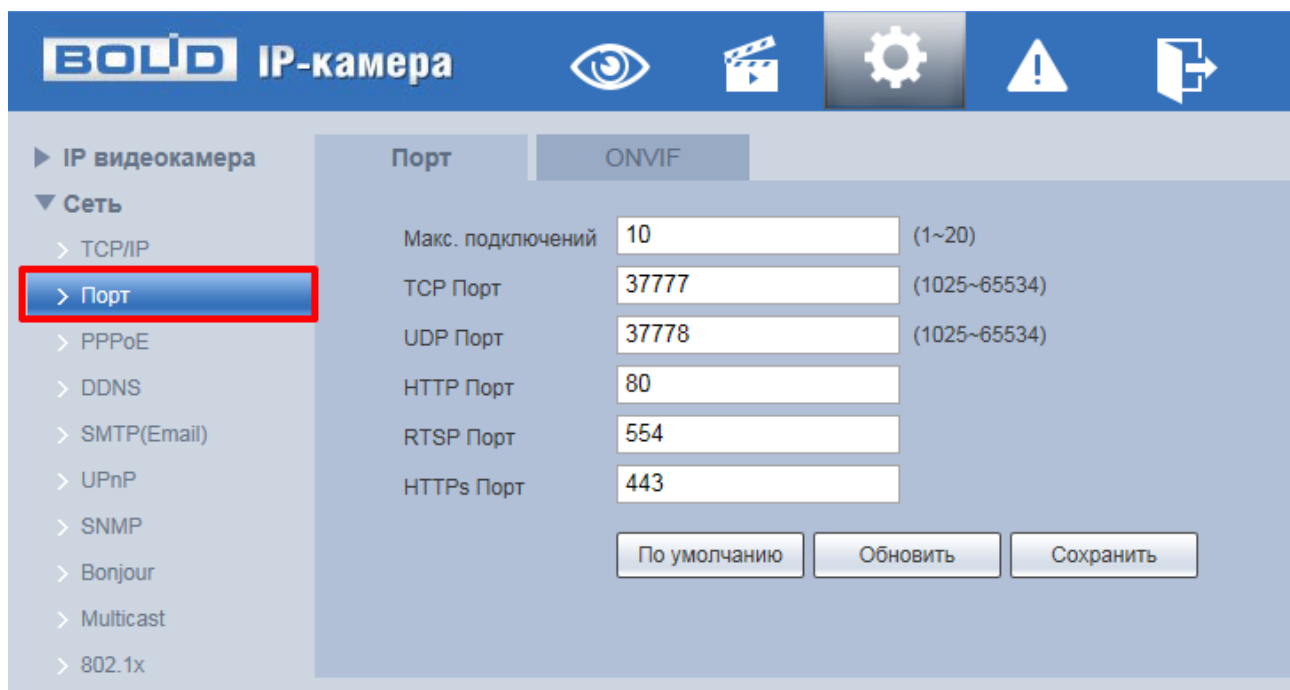 BOLID IP-камера
IP видеокамера
Сеть
TCP/IP
Порт
PPPoE
DDNS
SMTP(Email)
UPnP
SNMP
Bonjour
Multicast
802.1x
Порт ONVIF
Макс. подключений 10 (1~20)
TCP Порт 37777 (1025~65534)
UDP Порт 37778 (1025~65534)
HTTP Порт 80
RTSP Порт 554
HTTPs Порт 443
По умолчанию Обновить Сохранить